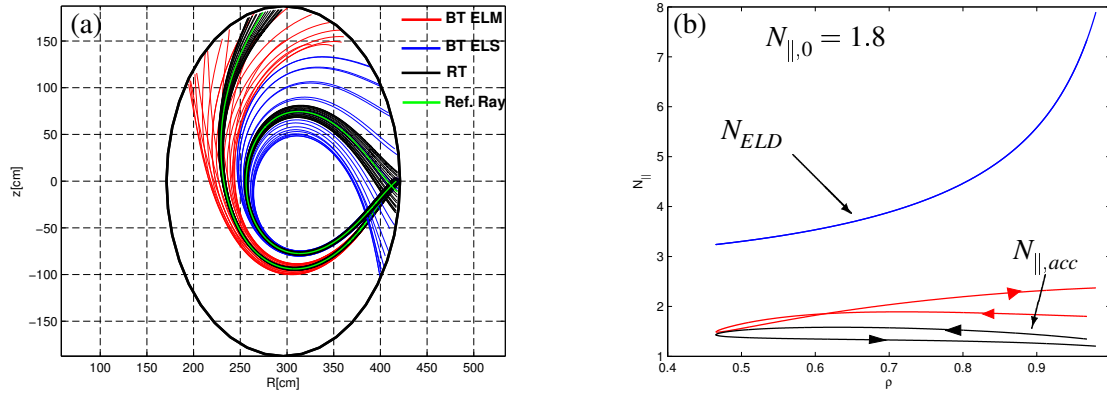 (a)
BT ELM
BT ELS
RT
Ref. Ray
150
100
50
0
−50
−100
−150
z[cm]
100 150 200 250 300 350 400 450 500
R[cm]
(b)
N∥,0 = 1.8
N_ELD
N∥,acc
8
7
6
5
4
3
2
1
N∥
0.4 0.5 0.6 0.7 0.8 0.9
ρ